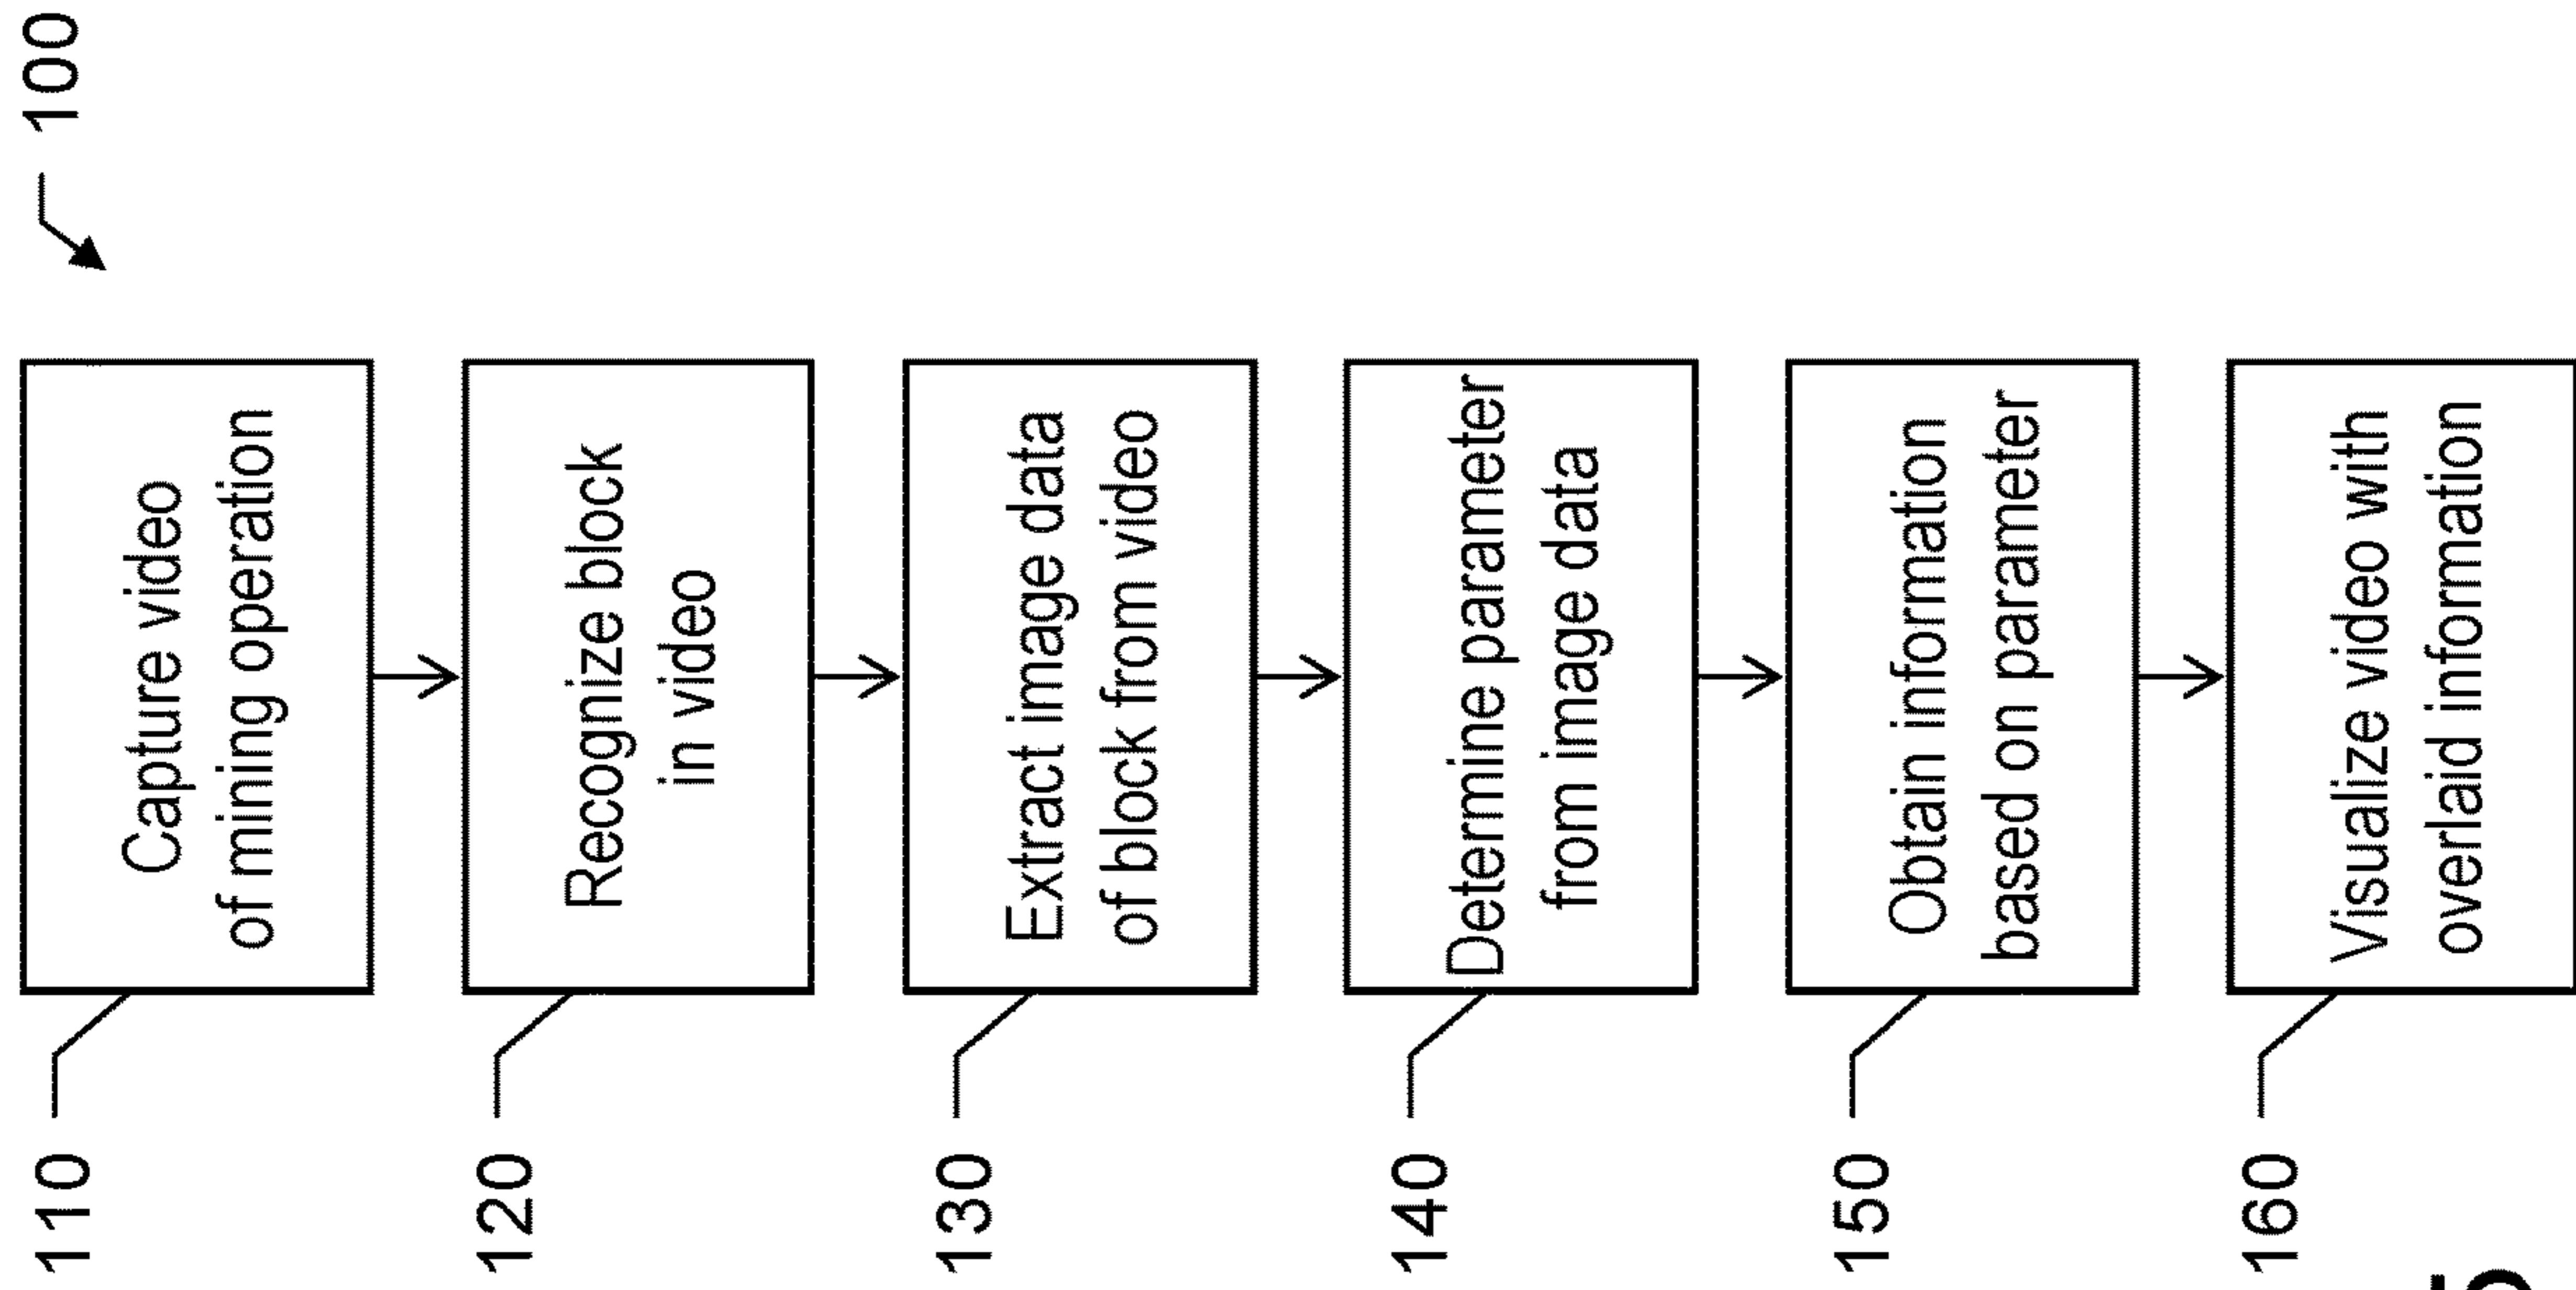 100
110
Capture video
of mining operation
120
Recognize block
in video
130
Extract image data
of block from video
140
Determine parameter
from image data
150
Obtain information
based on parameter
160
Visualize video with
overlaid information